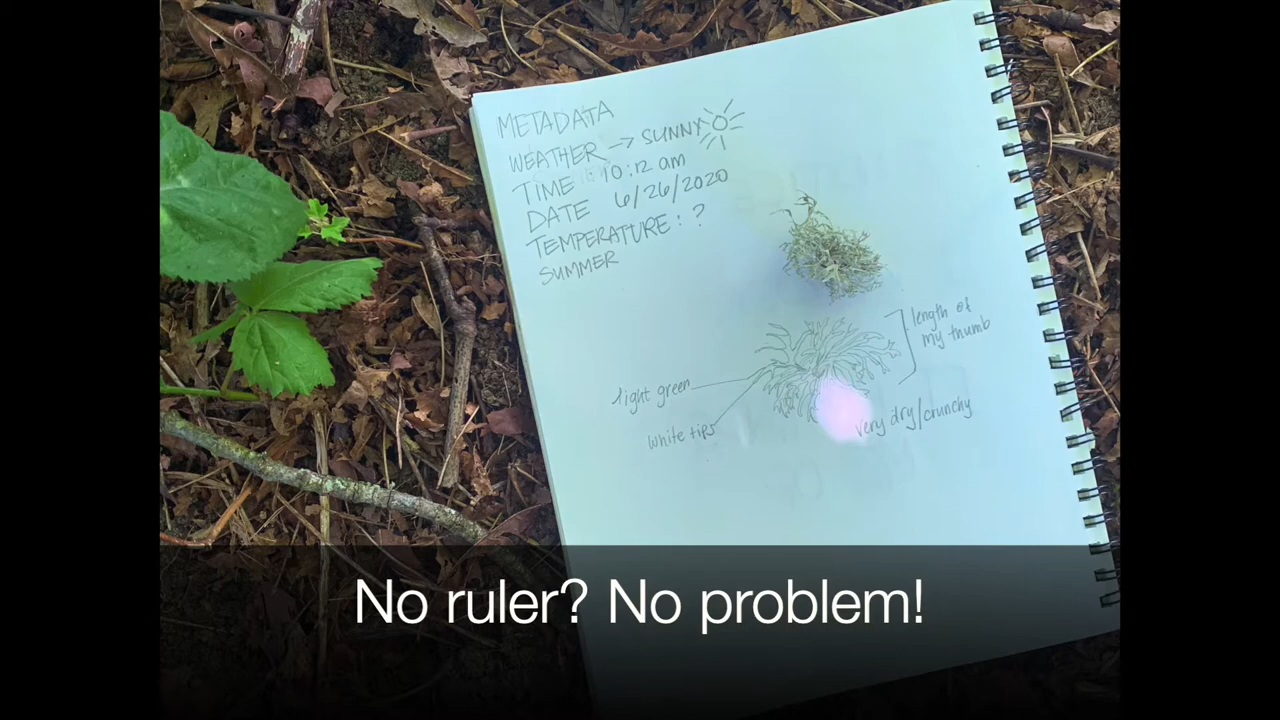 METADATA
WEATHER → SUNNY
TIME : 10:12 am
DATE 6/26/2020
TEMPERATURE : ?
SUMMER
length of
my thumb
light green
white tips
very dry/crunchy
No ruler? No problem!